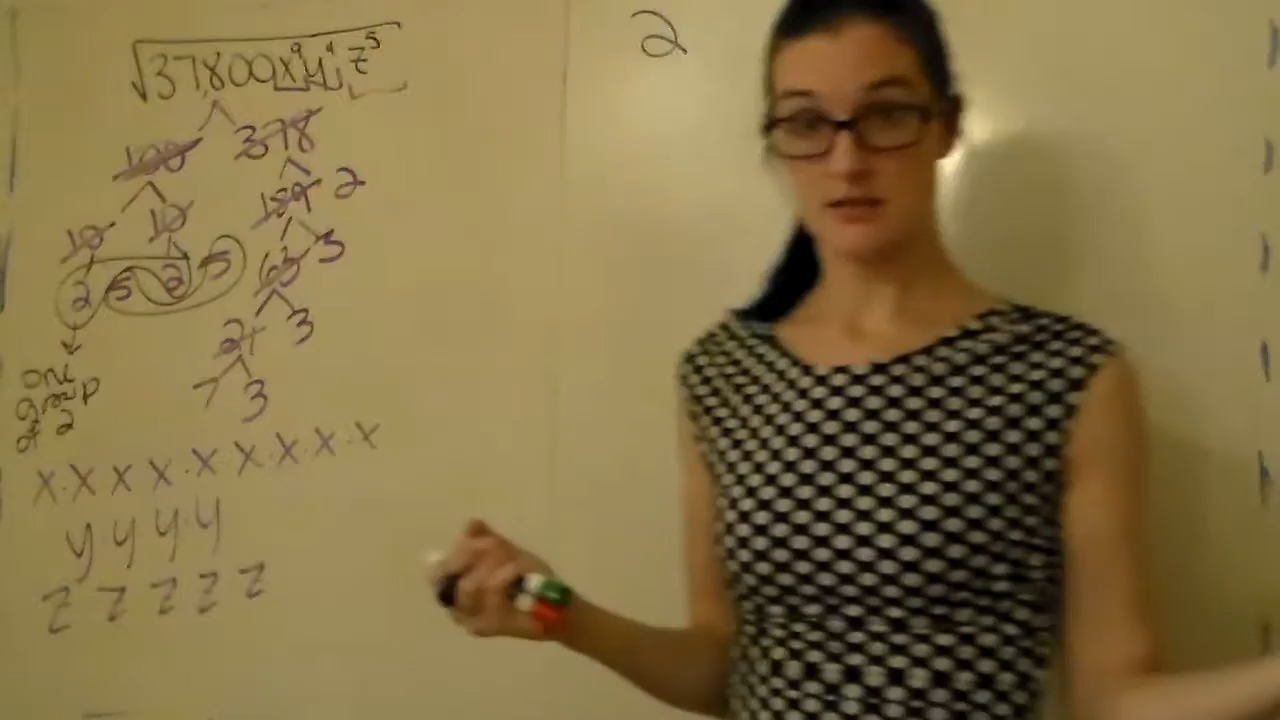 √37,800x⁹y⁴z⁵
2
100 378
10 10 189 2
2 5 2 5 63 3
21 3
7 3
one
group
of 2
x·x x x·x·x·x·x·x
y y y y
z z z z z